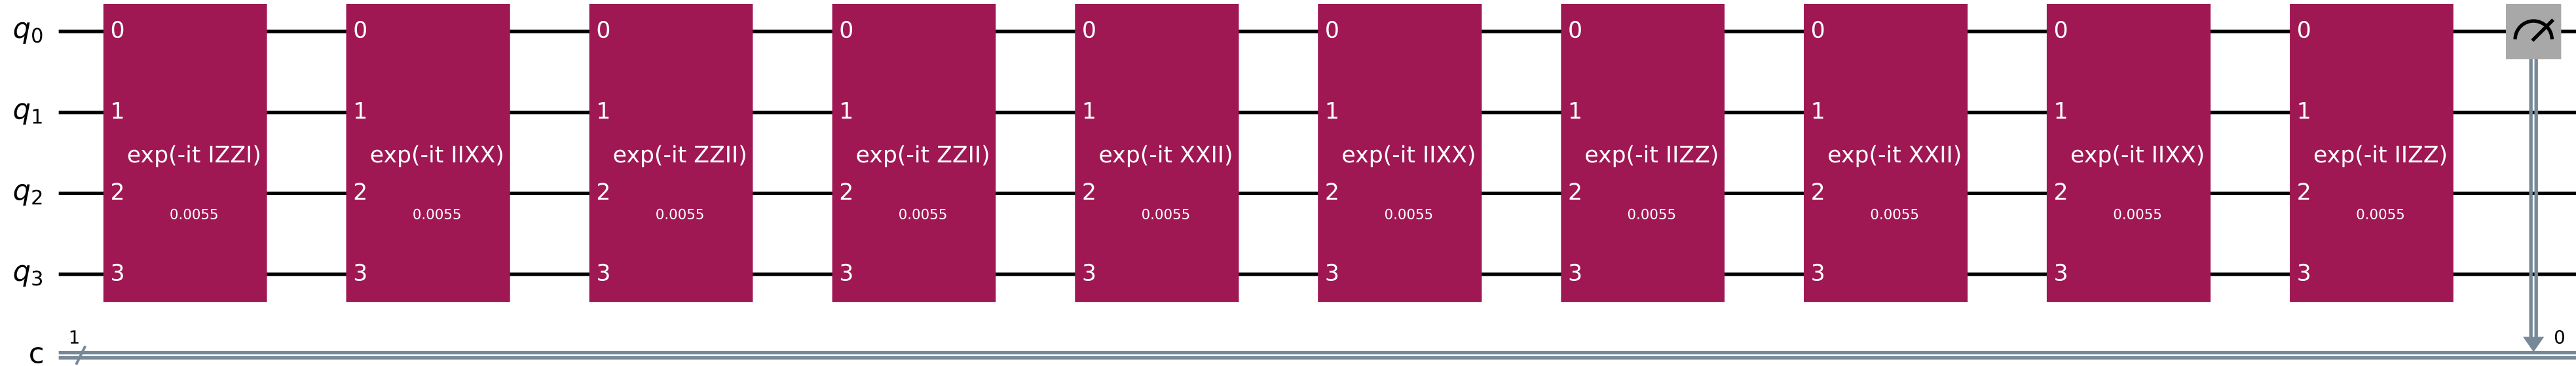 q0 0 0 0 0 0 0 0 0 0 0
q1 1 1 1 1 1 1 1 1 1 1
exp(-it IZZI) exp(-it IIXX) exp(-it ZZII) exp(-it ZZII) exp(-it XXII) exp(-it IIXX) exp(-it IIZZ) exp(-it XXII) exp(-it IIXX) exp(-it IIZZ)
q2 2 2 2 2 2 2 2 2 2 2
0.0055 0.0055 0.0055 0.0055 0.0055 0.0055 0.0055 0.0055 0.0055 0.0055
q3 3 3 3 3 3 3 3 3 3 3
1 0
c